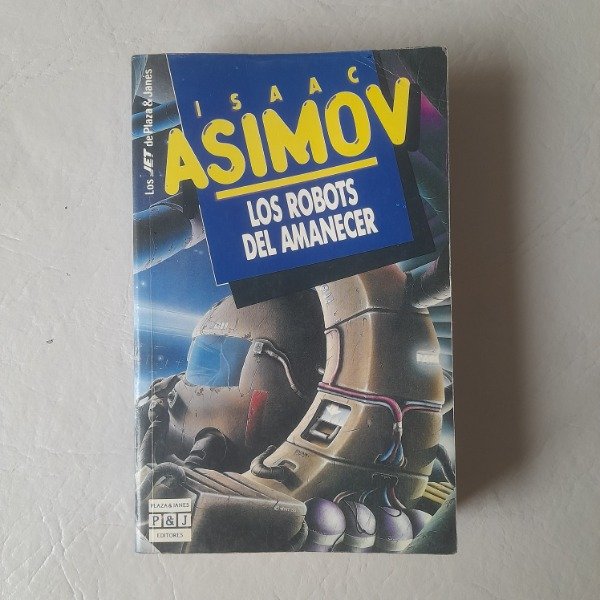 Los JET de Plaza & Janés
ISAAC
ASIMOV
LOS ROBOTS
DEL AMANECER
PLAZA & JANES
P & J
EDITORES